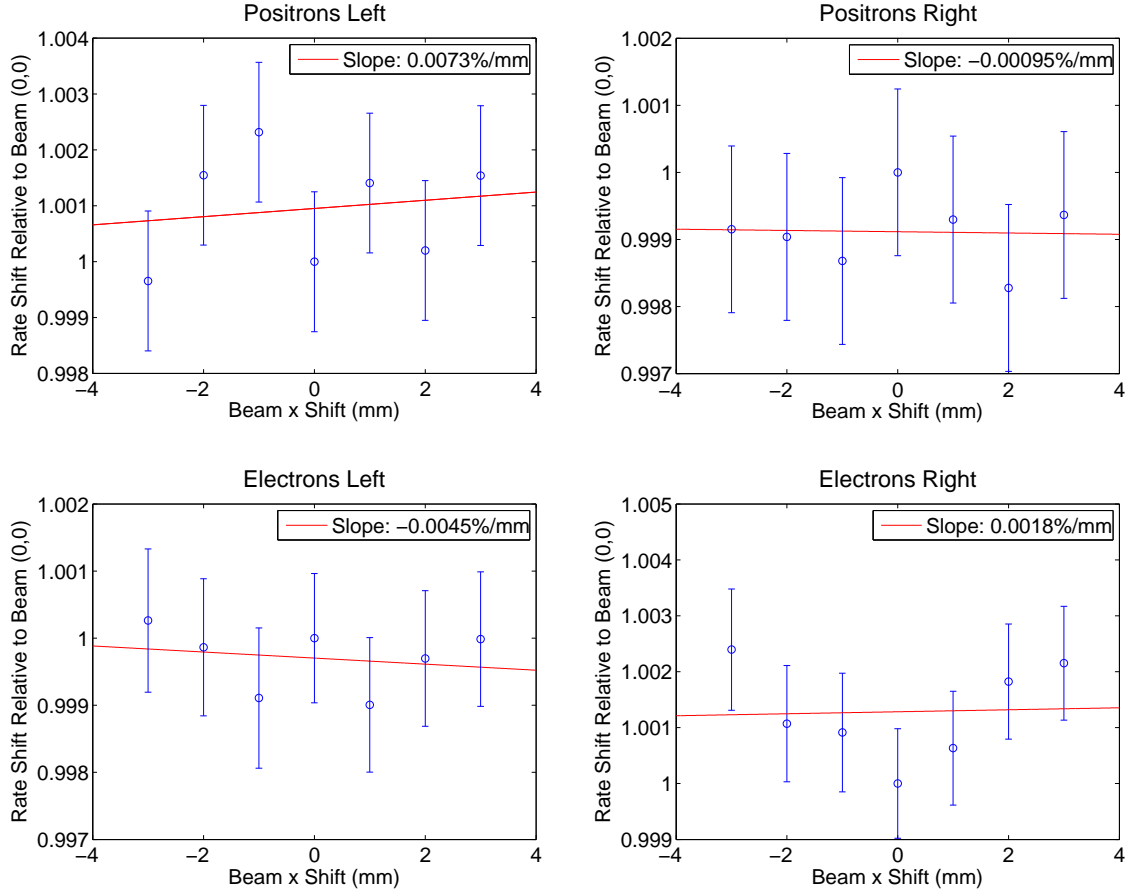 Positrons Left
1.004
1.003
1.002
1.001
1
0.999
0.998
−4 −2 0 2 4
Beam x Shift (mm)
Rate Shift Relative to Beam (0,0)
Slope: 0.0073%/mm
Positrons Right
1.002
1.001
1
0.999
0.998
0.997
−4 −2 0 2 4
Beam x Shift (mm)
Rate Shift Relative to Beam (0,0)
Slope: −0.00095%/mm
Electrons Left
1.002
1.001
1
0.999
0.998
0.997
−4 −2 0 2 4
Beam x Shift (mm)
Rate Shift Relative to Beam (0,0)
Slope: −0.0045%/mm
Electrons Right
1.005
1.004
1.003
1.002
1.001
1
0.999
−4 −2 0 2 4
Beam x Shift (mm)
Rate Shift Relative to Beam (0,0)
Slope: 0.0018%/mm